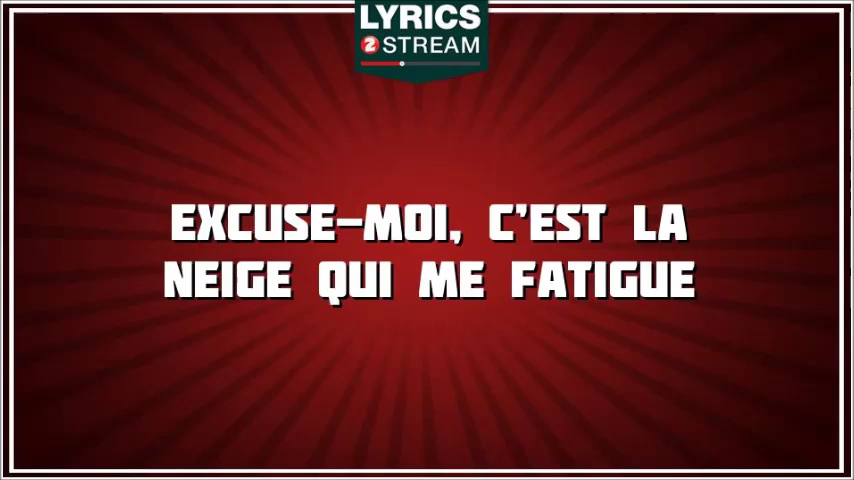 LYRICS
2 STREAM
EXCUSE-MOI, C'EST LA
NEIGE QUI ME FATIGUE